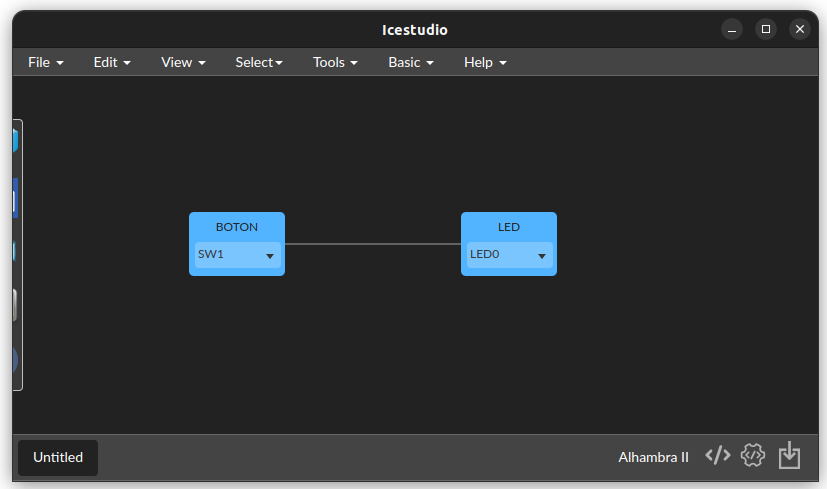 Icestudio
File Edit View Select Tools Basic Help
BOTON
SW1
LED
LED0
Untitled
Alhambra II